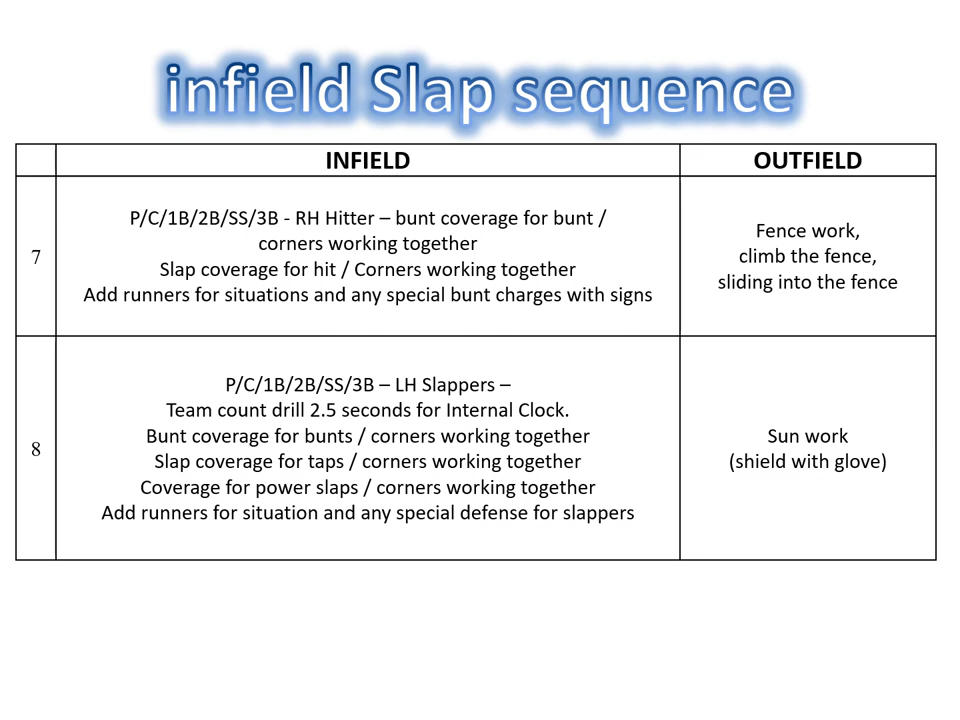 infield Slap sequence
INFIELD
OUTFIELD
7
P/C/1B/2B/SS/3B - RH Hitter – bunt coverage for bunt /
corners working together
Slap coverage for hit / Corners working together
Add runners for situations and any special bunt charges with signs
Fence work,
climb the fence,
sliding into the fence
8
P/C/1B/2B/SS/3B – LH Slappers –
Team count drill 2.5 seconds for Internal Clock.
Bunt coverage for bunts / corners working together
Slap coverage for taps / corners working together
Coverage for power slaps / corners working together
Add runners for situation and any special defense for slappers
Sun work
(shield with glove)